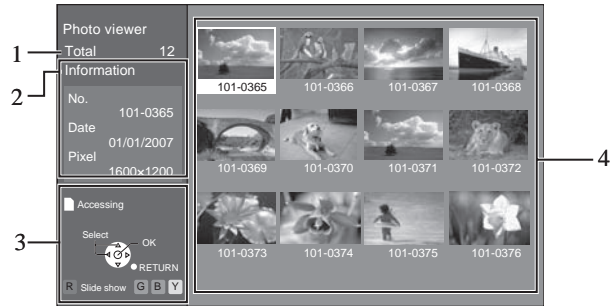 Photo viewer
1 Total 12
2 Information
No.
101-0365
Date
01/01/2007
Pixel
1600×1200
3
Accessing
Select
OK
RETURN
R Slide show G B Y
101-0365 101-0366 101-0367 101-0368
101-0369 101-0370 101-0371 101-0372
101-0373 101-0374 101-0375 101-0376
4